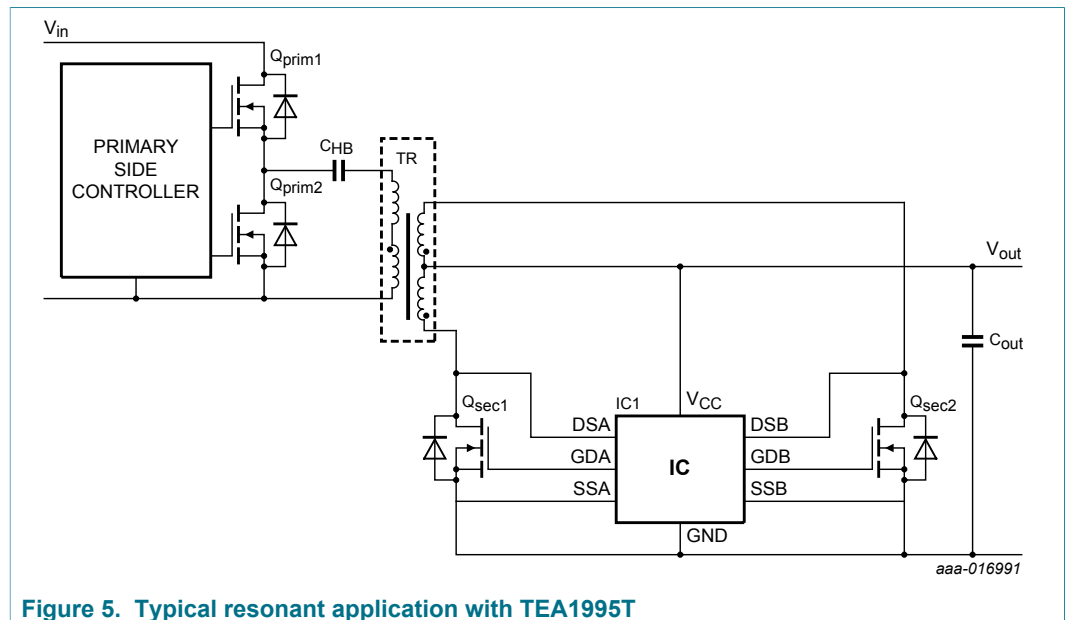 Vin
Qprim1
PRIMARY
SIDE
CONTROLLER
CHB
TR
Qprim2
Vout
Cout
Qsec1
IC1
VCC
Qsec2
DSA
DSB
GDA
IC
GDB
SSA
SSB
GND
aaa-016991
Figure 5. Typical resonant application with TEA1995T